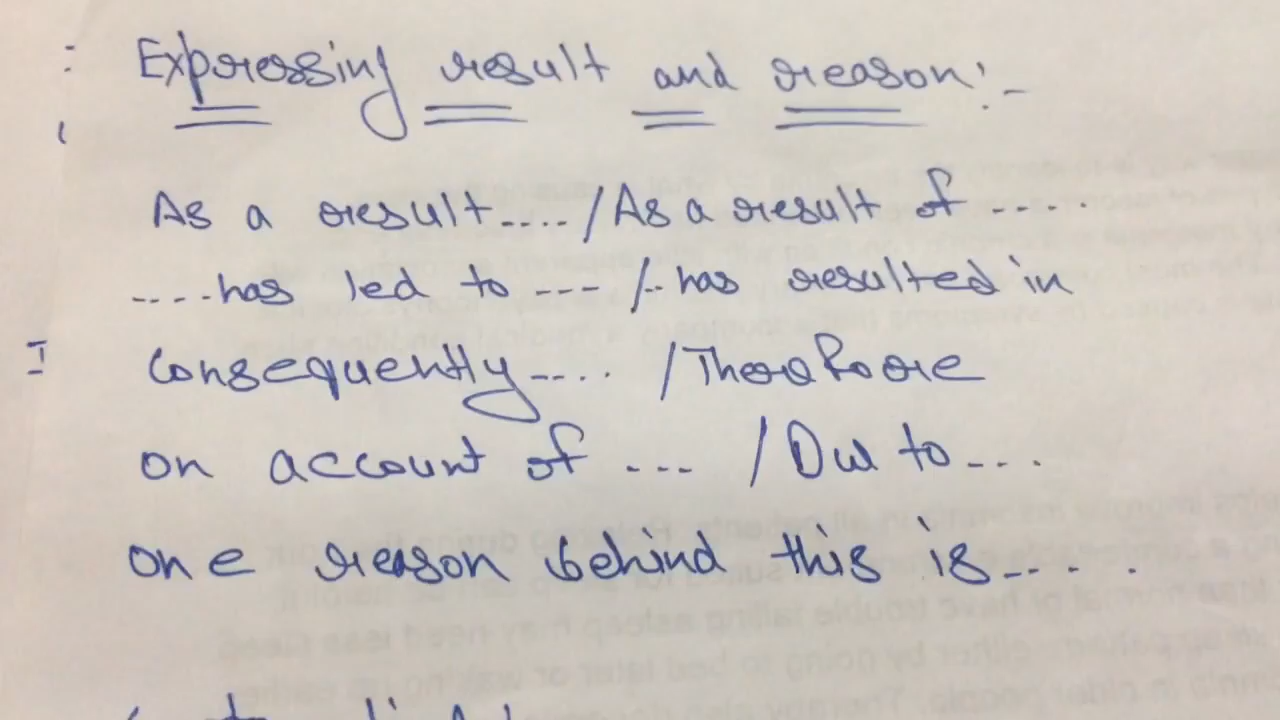 Expressing result and reason:-
As a result.... / As a result of .....
----has led to --- /-- has resulted in
Consequently---.. / Therefore
on account of --- / Due to ---.
one reason behind this is--- . .